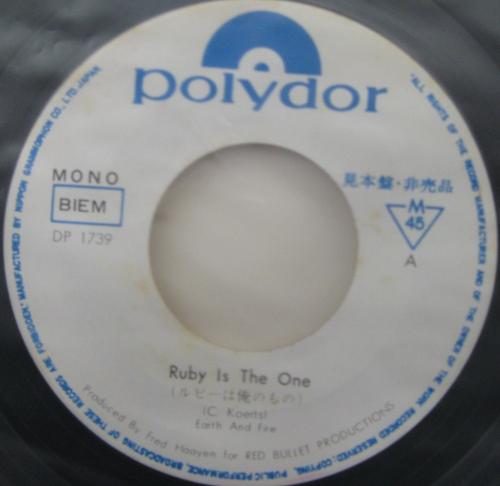 polydor
MONO
BIEM
DP 1739
見本盤・非売品
M
45
A
Ruby Is The One
(ルビーは俺のもの)
(C. Koerts)
Earth And Fire
Produced by Fred Haayen for RED BULLET PRODUCTIONS
"ALL RIGHTS OF THE RECORD MANUFACTURER AND OF THE OWNER OF THE WORK RECORDED RESERVED. COPYING, PUBLIC PERFORMANCE, BROADCASTING OF THESE RECORDS ARE FORBIDDEN. MANUFACTURED BY NIPPON GRAMMOPHON CO., LTD. JAPAN